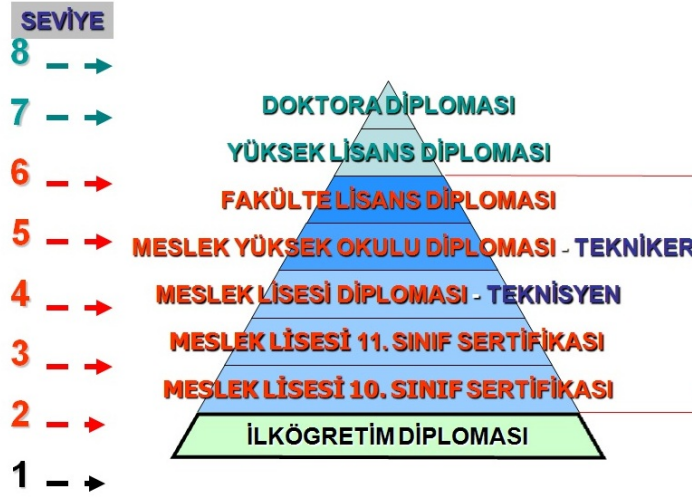 SEVİYE
8
DOKTORA DİPLOMASI
7
YÜKSEK LİSANS DİPLOMASI
6
FAKÜLTE LİSANS DİPLOMASI
5
MESLEK YÜKSEK OKULU DİPLOMASI - TEKNİKER
4
MESLEK LİSESİ DİPLOMASI - TEKNİSYEN
3
MESLEK LİSESİ 11. SINIF SERTİFİKASI
MESLEK LİSESİ 10. SINIF SERTİFİKASI
2
İLKÖGRETİM DİPLOMASI
1